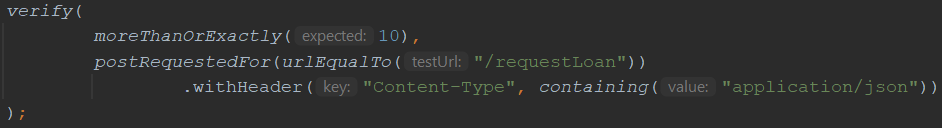 verify(
moreThanOrExactly( expected: 10),
postRequestedFor(urlEqualTo( testUrl: "/requestLoan"))
.withHeader( key: "Content-Type", containing( value: "application/json"))
);